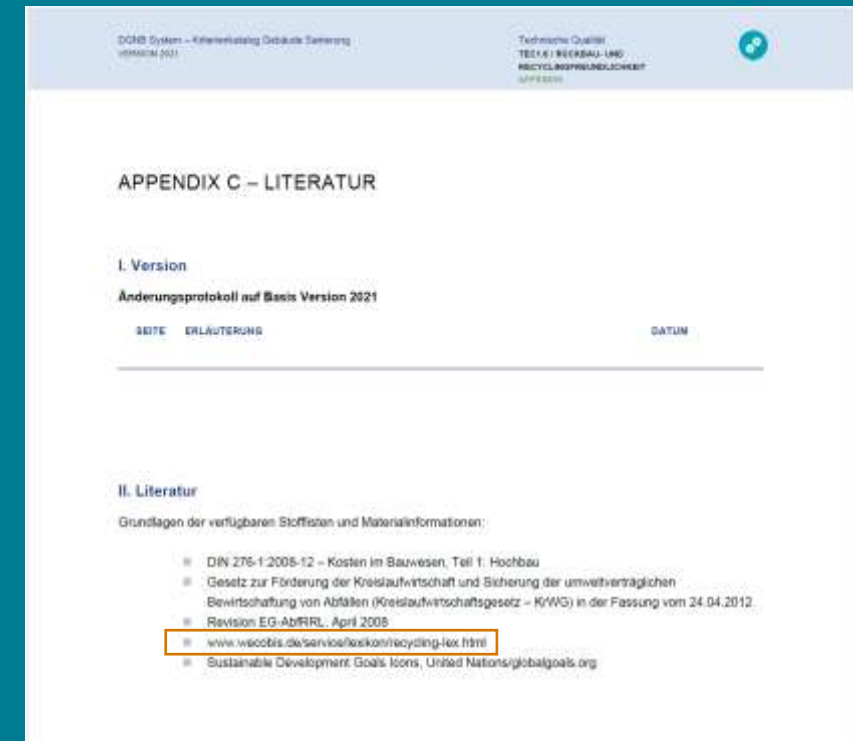 DGNB System – Kriterienkatalog Gebäude Sanierung
VERSION 2021
Technische Qualität
TEC1.6 / RÜCKBAU- UND
RECYCLINGFREUNDLICHKEIT
APPENDIX
APPENDIX C – LITERATUR
I. Version
Änderungsprotokoll auf Basis Version 2021
SEITE ERLÄUTERUNG DATUM
II. Literatur
Grundlagen der verfügbaren Stofflisten und Materialinformationen:
DIN 276-1:2008-12 – Kosten im Bauwesen, Teil 1: Hochbau
Gesetz zur Förderung der Kreislaufwirtschaft und Sicherung der umweltverträglichen
Bewirtschaftung von Abfällen (Kreislaufwirtschaftsgesetz – KrWG) in der Fassung vom 24.04.2012
Revision EG-AbfRRL, April 2008
www.wecobis.de/service/lexikon/recycling-lex.html
Sustainable Development Goals Icons, United Nations/globalgoals.org